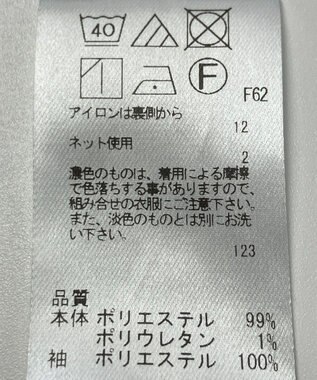 40
F
F62
アイロンは裏側から
12
ネット使用
2
濃色のものは、着用による摩擦
で色落ちする事がありますので、
組み合せの衣服にご注意下さい。
また、淡色のものとは別にお洗
い下さい。
123
品質
本体 ポリエステル 99%
ポリウレタン 1%
袖 ポリエステル 100%